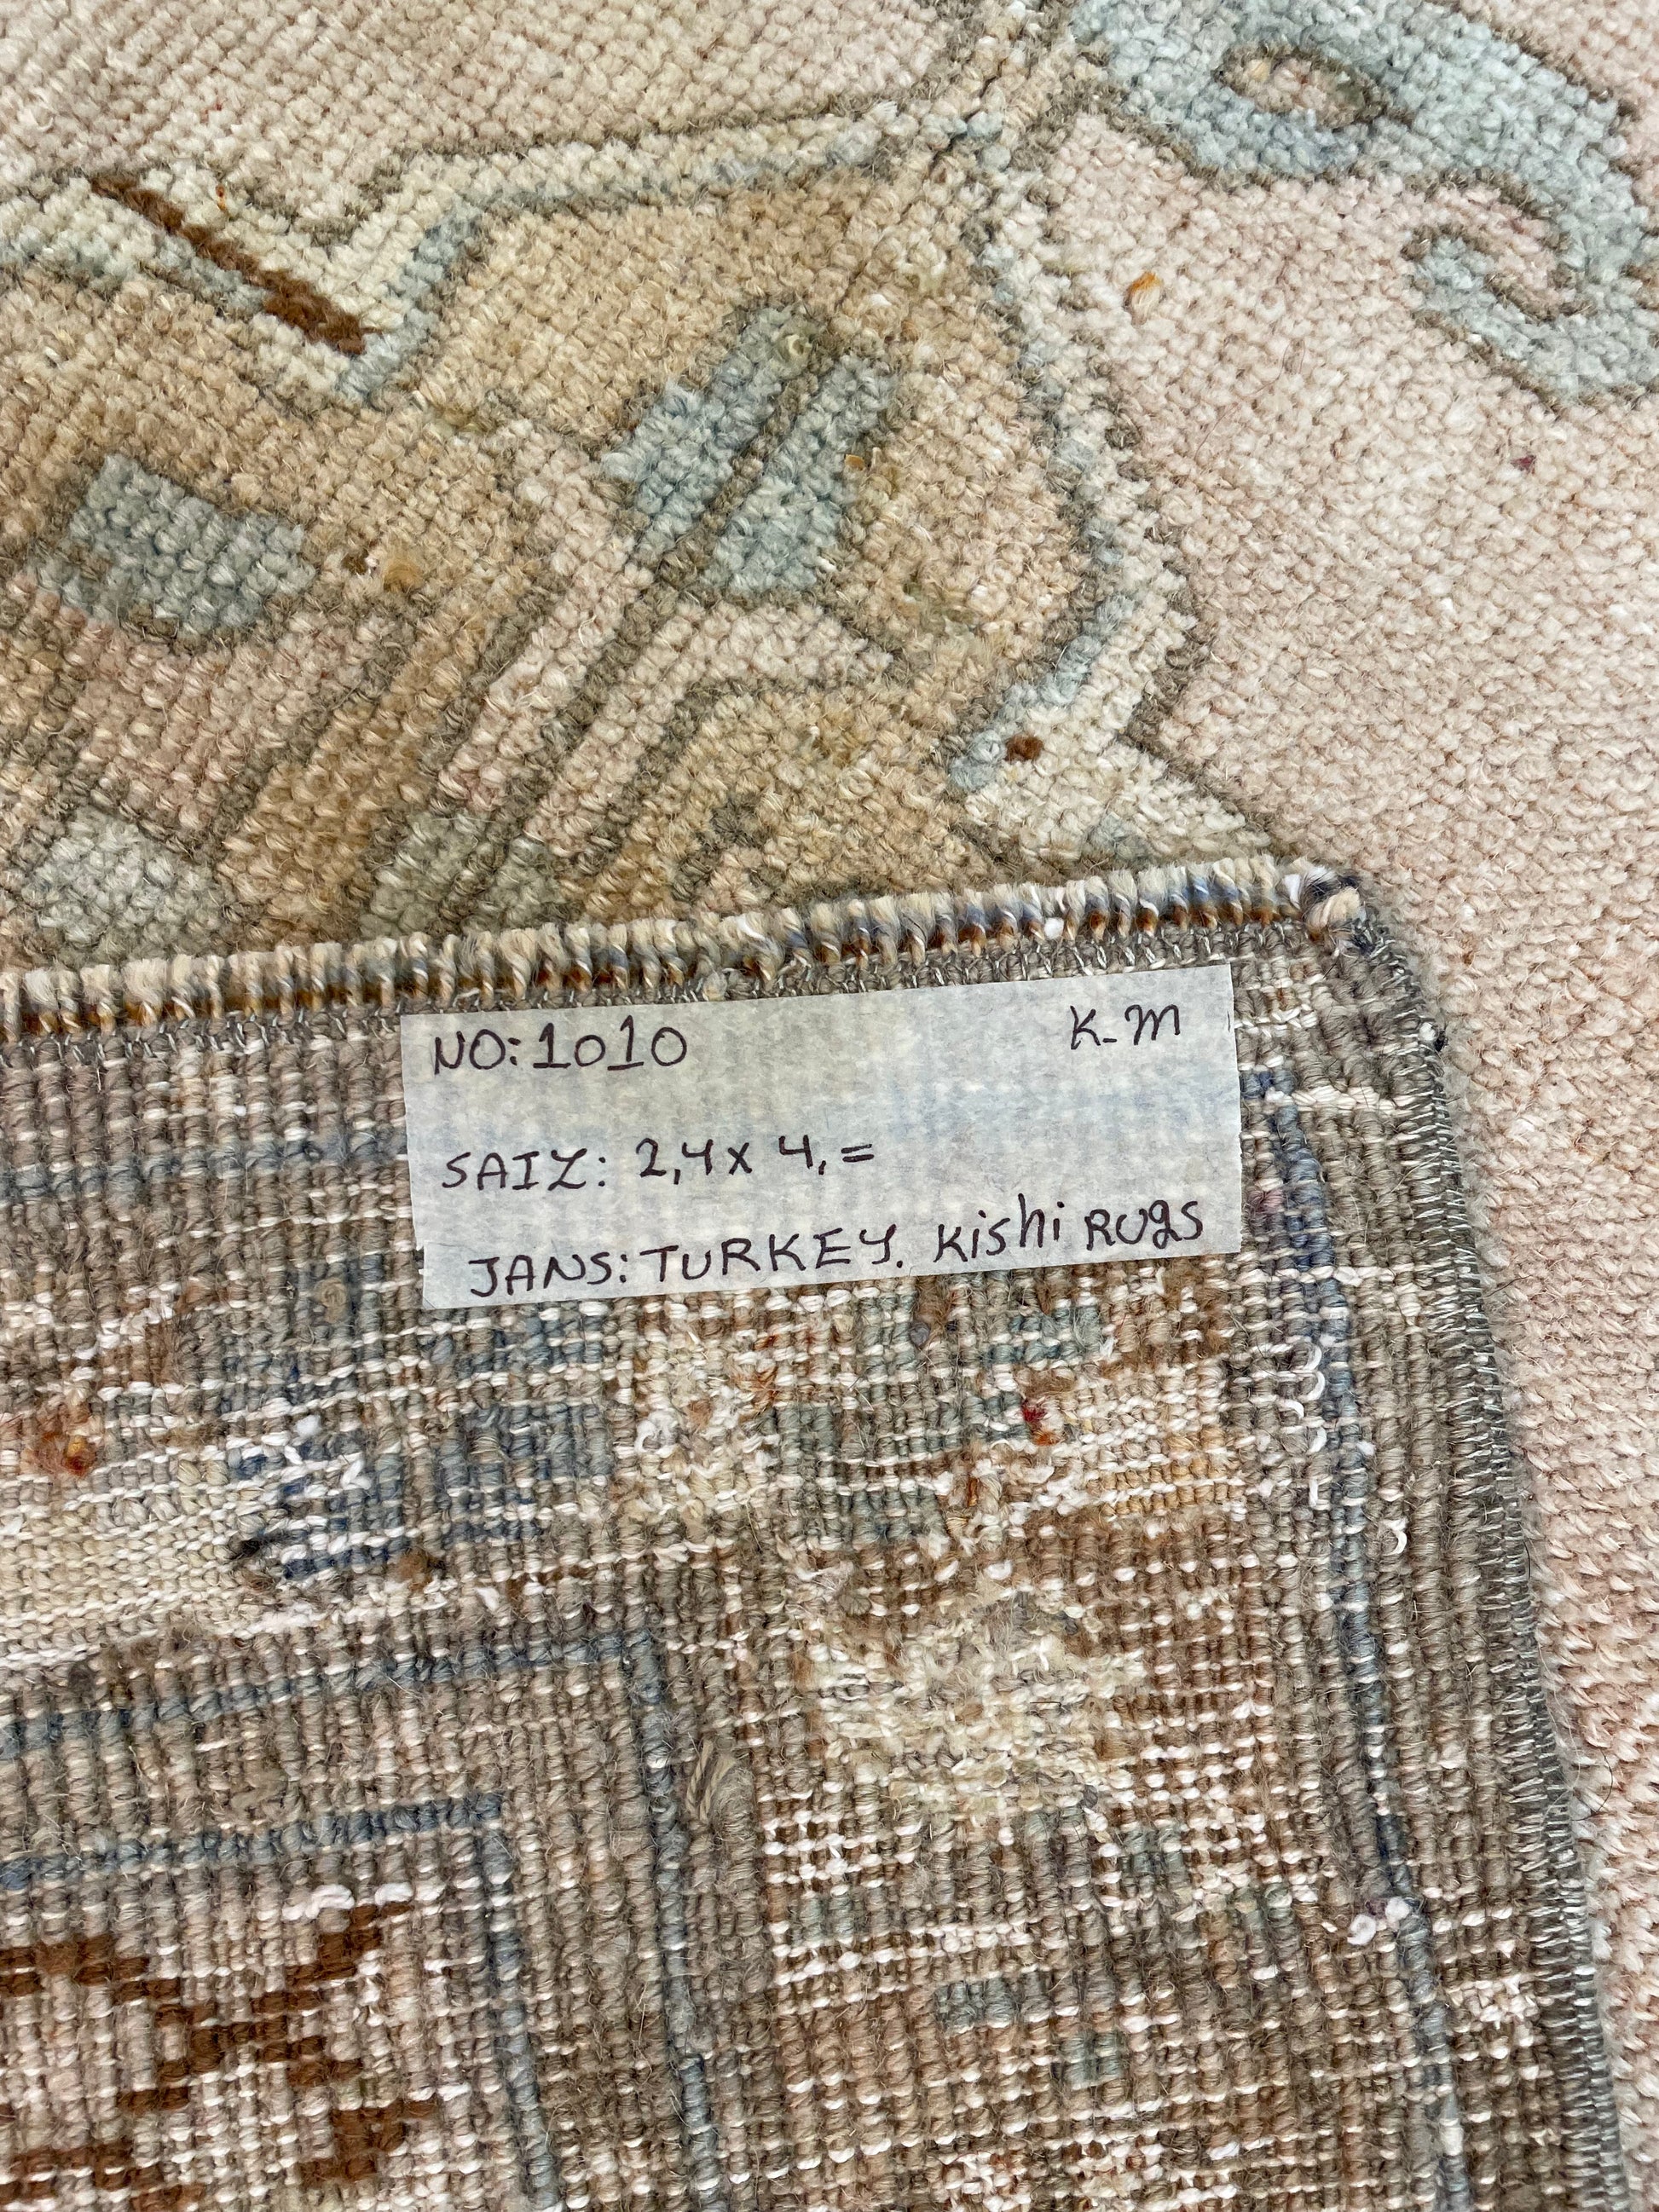 NO:1010 K-M
SAIZ: 2,4x 4,=
JANS:TURKEY. Kishi RUgS